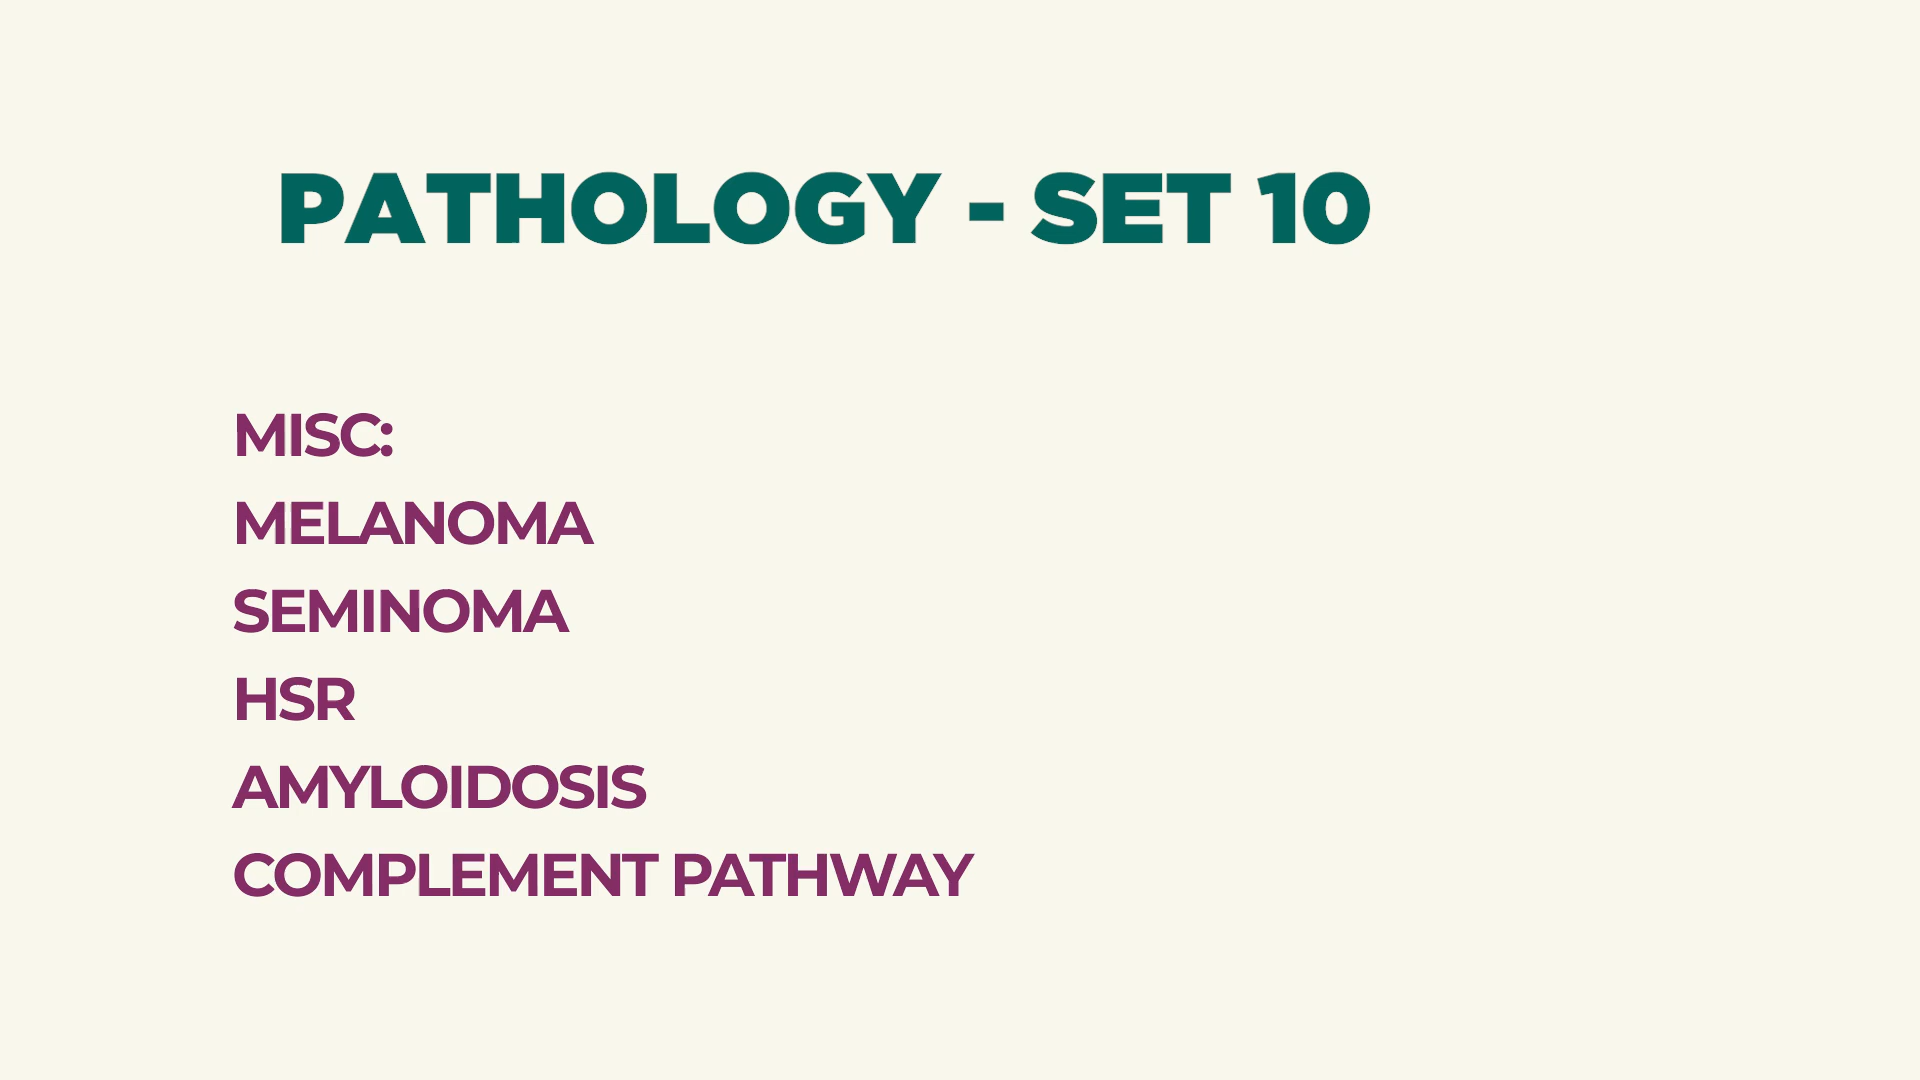 PATHOLOGY - SET 10
MISC:
MELANOMA
SEMINOMA
HSR
AMYLOIDOSIS
COMPLEMENT PATHWAY